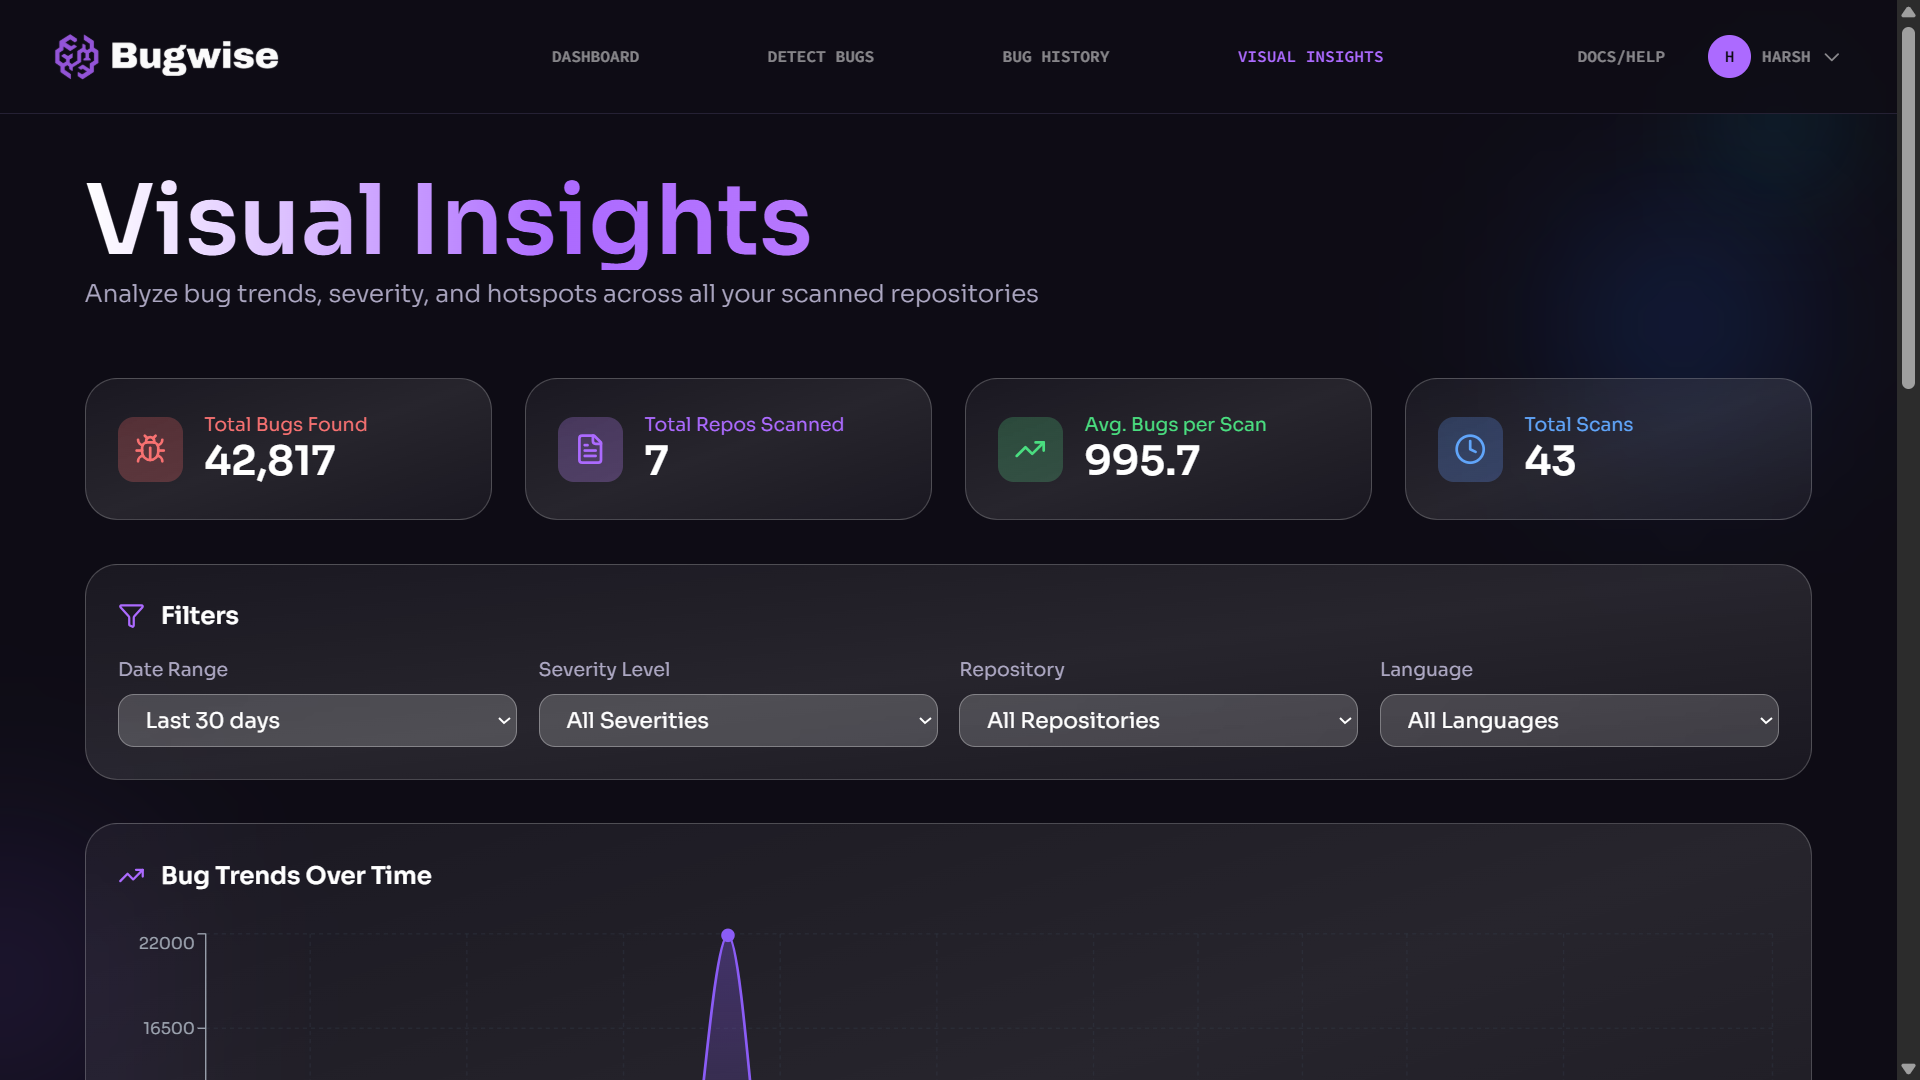 Bugwise
DASHBOARD
DETECT BUGS
BUG HISTORY
VISUAL INSIGHTS
DOCS/HELP
H
HARSH
Visual Insights
Analyze bug trends, severity, and hotspots across all your scanned repositories
Total Bugs Found
42,817
Total Repos Scanned
7
Avg. Bugs per Scan
995.7
Total Scans
43
Filters
Date Range
Last 30 days
Severity Level
All Severities
Repository
All Repositories
Language
All Languages
Bug Trends Over Time
22000
16500